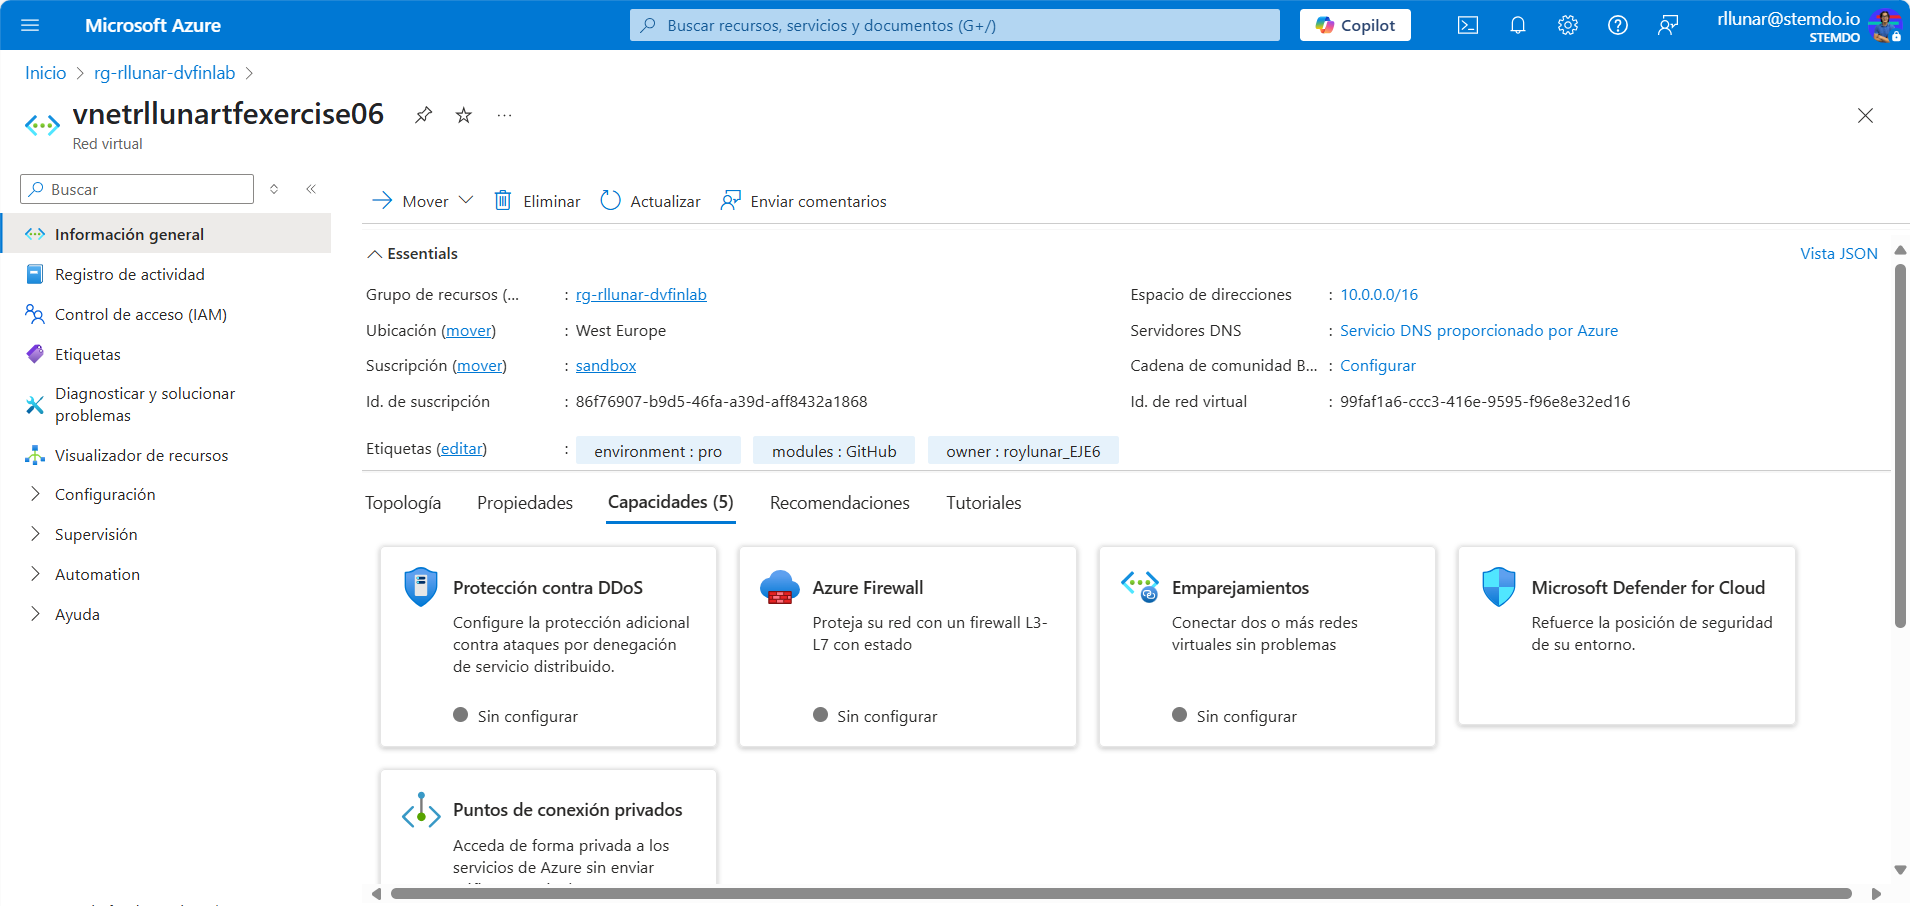 Microsoft Azure
Buscar recursos, servicios y documentos (G+/)
Copilot
rllunar@stemdo.io
STEMDO
Inicio > rg-rllunar-dvfinlab >
vnetrllunartfexercise06
Red virtual
Buscar
Información general
Registro de actividad
Control de acceso (IAM)
Etiquetas
Diagnosticar y solucionar
problemas
Visualizador de recursos
Configuración
Supervisión
Automation
Ayuda
Mover
Eliminar
Actualizar
Enviar comentarios
Essentials
Vista JSON
Grupo de recursos (... : rg-rllunar-dvfinlab
Ubicación (mover) : West Europe
Suscripción (mover) : sandbox
Id. de suscripción : 86f76907-b9d5-46fa-a39d-aff8432a1868
Espacio de direcciones : 10.0.0.0/16
Servidores DNS : Servicio DNS proporcionado por Azure
Cadena de comunidad B... : Configurar
Id. de red virtual : 99faf1a6-ccc3-416e-9595-f96e8e32ed16
Etiquetas (editar) : environment : pro modules : GitHub owner : roylunar_EJE6
Topología
Propiedades
Capacidades (5)
Recomendaciones
Tutoriales
Protección contra DDoS
Configure la protección adicional
contra ataques por denegación
de servicio distribuido.
Sin configurar
Azure Firewall
Proteja su red con un firewall L3-
L7 con estado
Sin configurar
Emparejamientos
Conectar dos o más redes
virtuales sin problemas
Sin configurar
Microsoft Defender for Cloud
Refuerce la posición de seguridad
de su entorno.
Puntos de conexión privados
Acceda de forma privada a los
servicios de Azure sin enviar